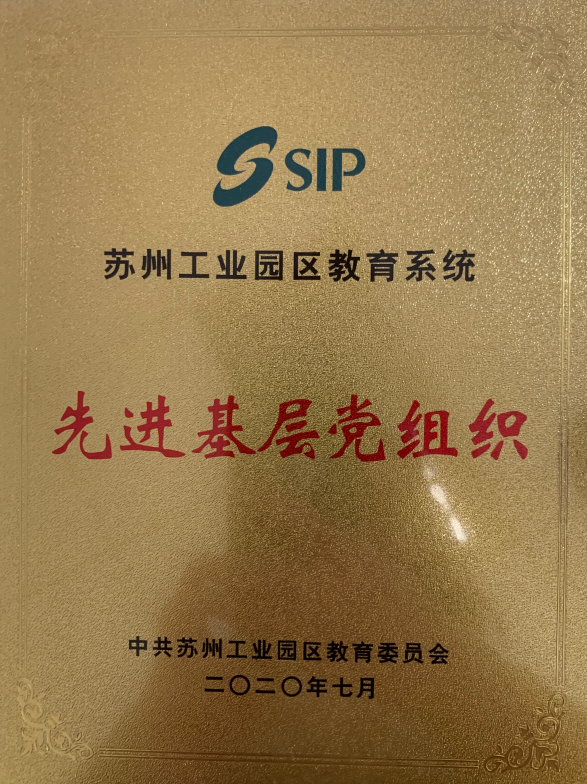 SIP
苏州工业园区教育系统
先进基层党组织
中共苏州工业园区教育委员会
二〇二〇年七月